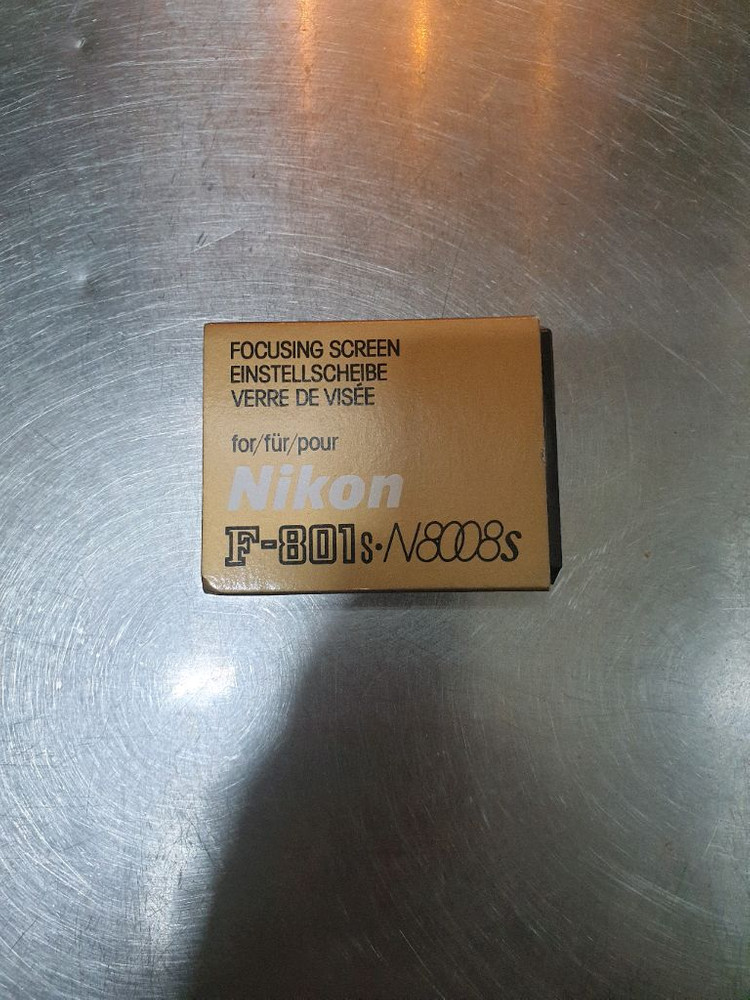 FOCUSING SCREEN
EINSTELLSCHEIBE
VERRE DE VISÉE
for/für/pour
Nikon
F-801s·N8008s